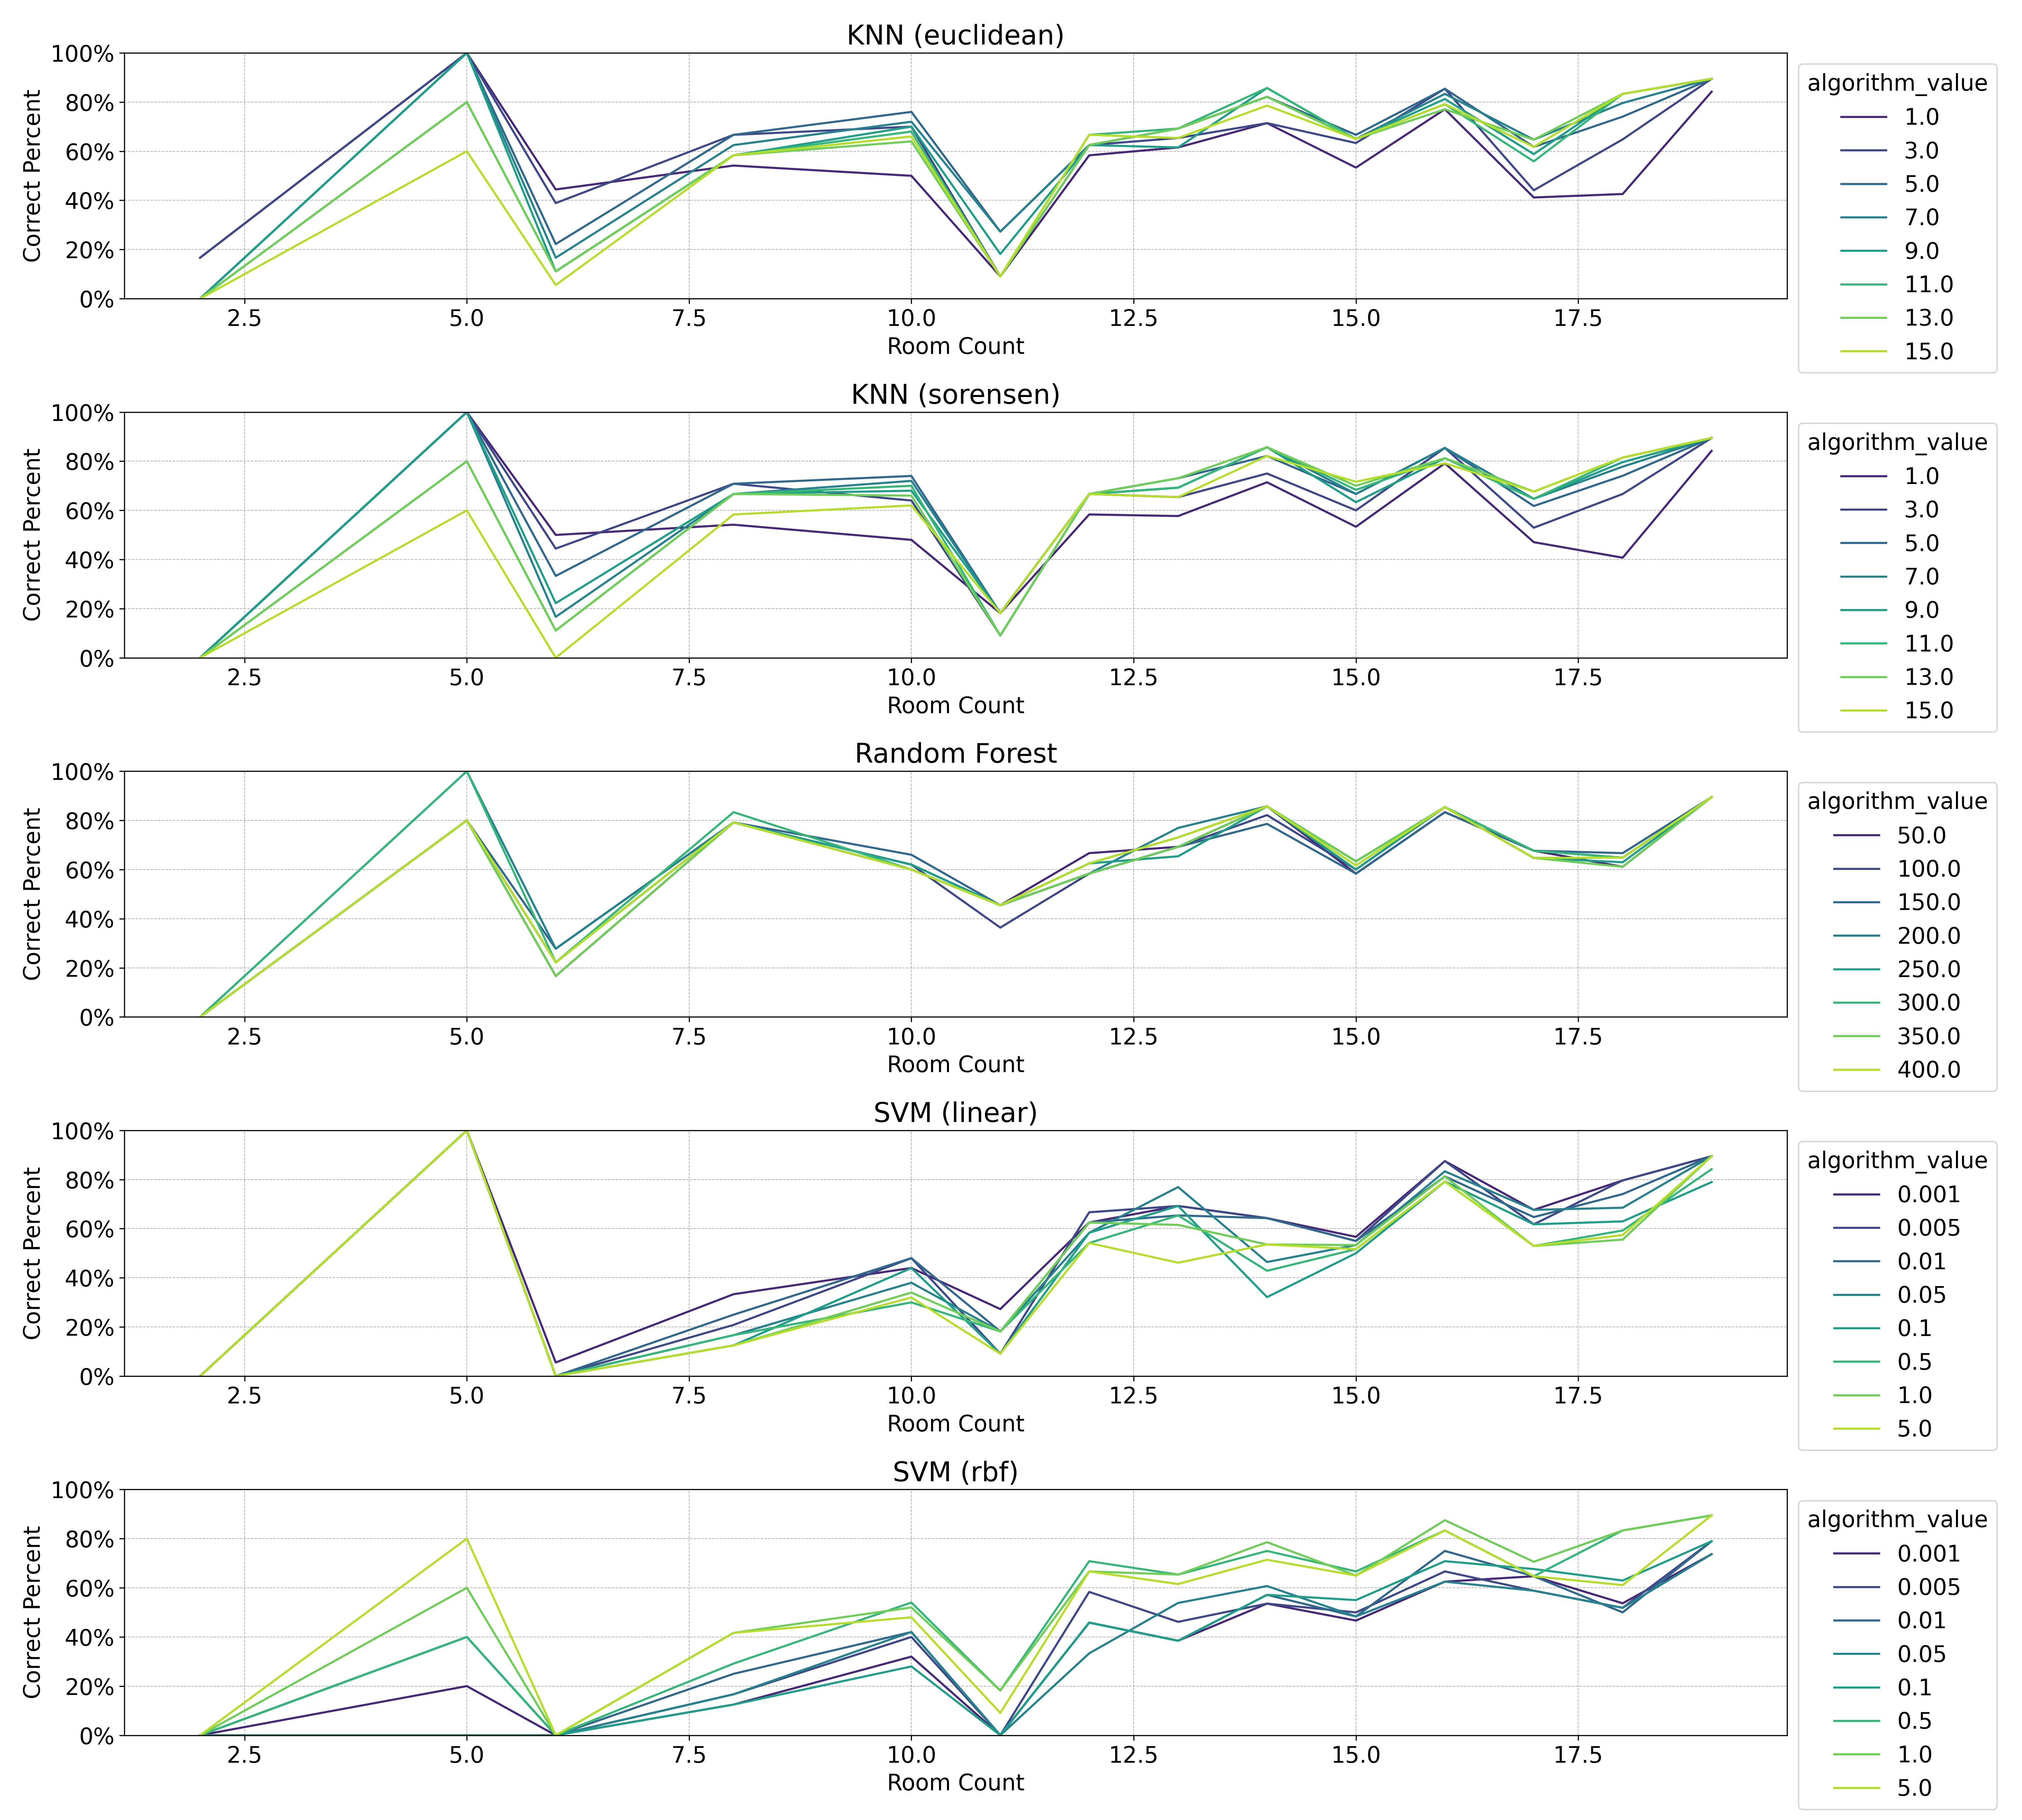 KNN (euclidean)
100%
80%
60%
40%
20%
0%
Correct Percent
2.5 5.0 7.5 10.0 12.5 15.0 17.5
Room Count
algorithm_value
1.0
3.0
5.0
7.0
9.0
11.0
13.0
15.0
KNN (sorensen)
100%
80%
60%
40%
20%
0%
Correct Percent
2.5 5.0 7.5 10.0 12.5 15.0 17.5
Room Count
algorithm_value
1.0
3.0
5.0
7.0
9.0
11.0
13.0
15.0
Random Forest
100%
80%
60%
40%
20%
0%
Correct Percent
2.5 5.0 7.5 10.0 12.5 15.0 17.5
Room Count
algorithm_value
50.0
100.0
150.0
200.0
250.0
300.0
350.0
400.0
SVM (linear)
100%
80%
60%
40%
20%
0%
Correct Percent
2.5 5.0 7.5 10.0 12.5 15.0 17.5
Room Count
algorithm_value
0.001
0.005
0.01
0.05
0.1
0.5
1.0
5.0
SVM (rbf)
100%
80%
60%
40%
20%
0%
Correct Percent
2.5 5.0 7.5 10.0 12.5 15.0 17.5
Room Count
algorithm_value
0.001
0.005
0.01
0.05
0.1
0.5
1.0
5.0